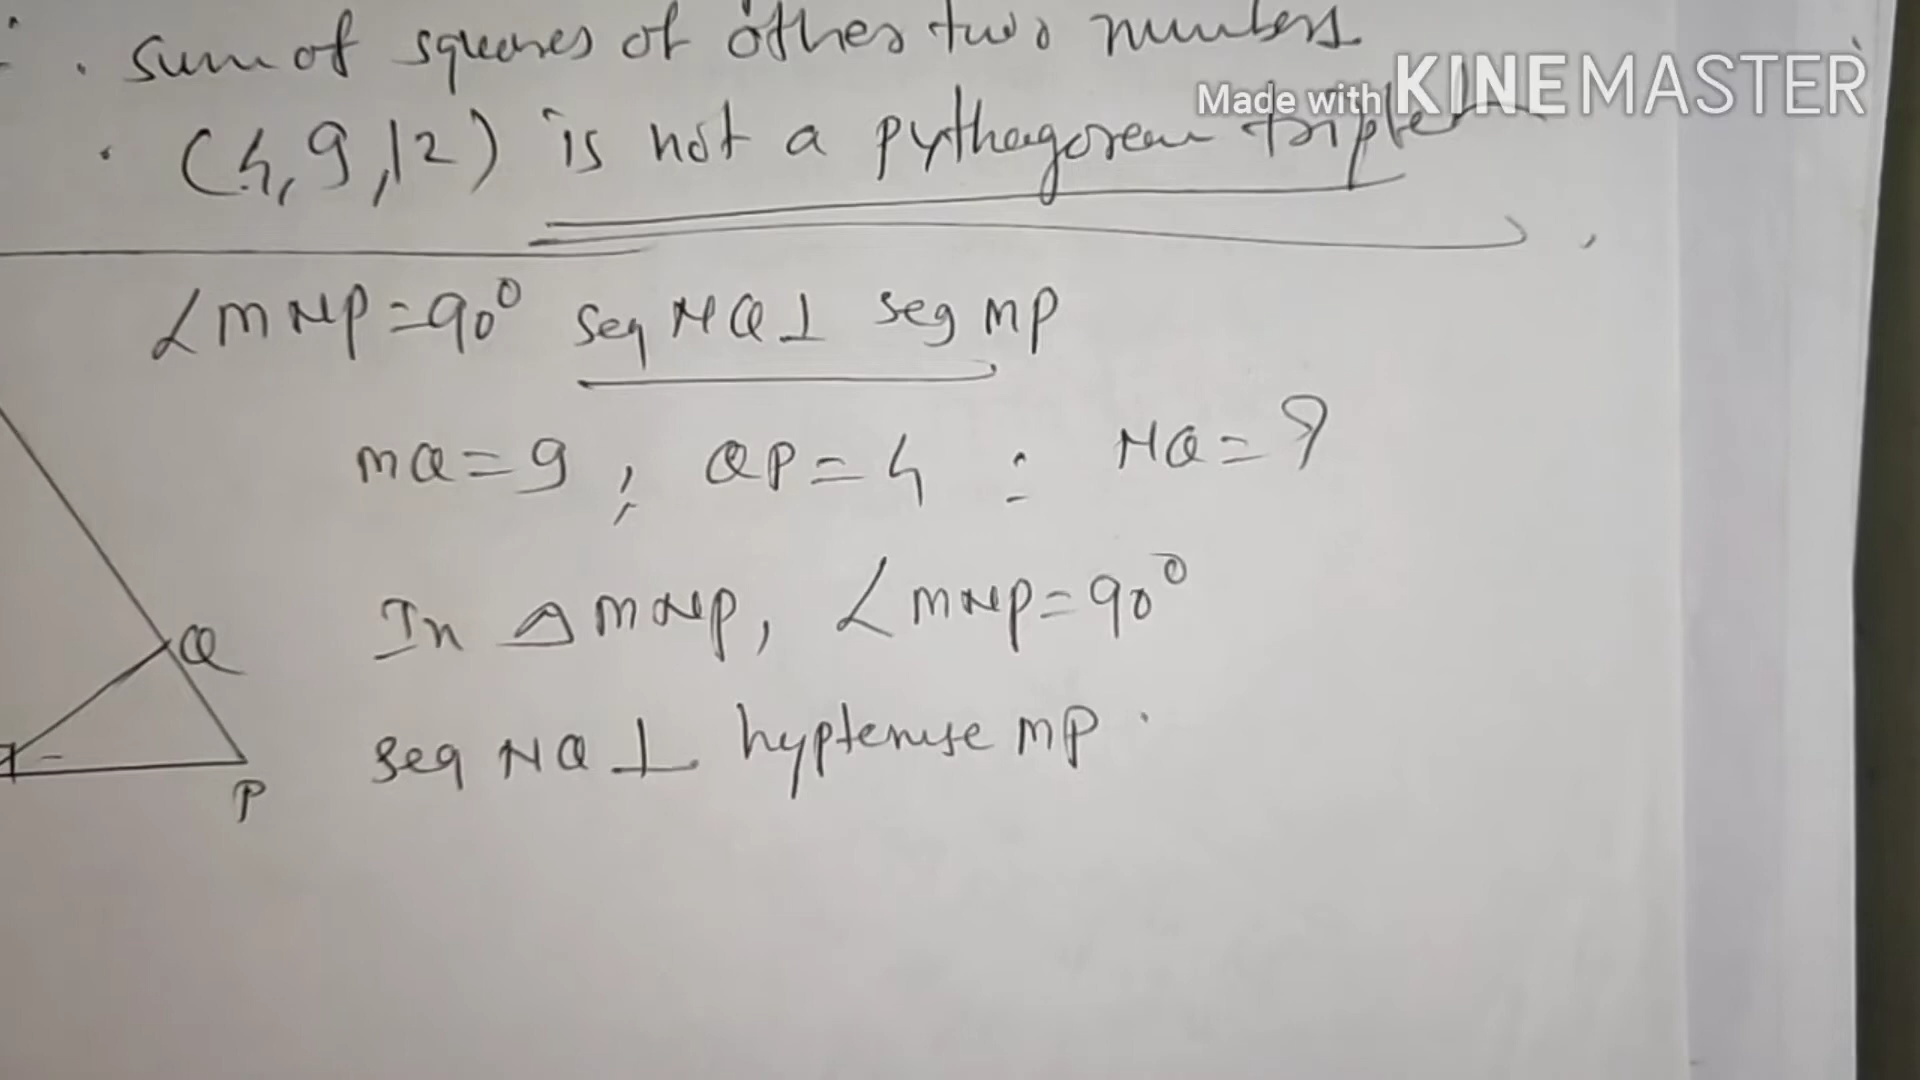 sum of squares of other two numbers
Made with KINEMASTER
(4,9,12) is not a pythagorean triplet
∠MNP=90° seg NQ⊥ seg MP
MQ=9 ; QP=4 : NQ=?
In △MNP, ∠MNP=90°
Q
seg NQ⊥ hyptenuse MP.
P